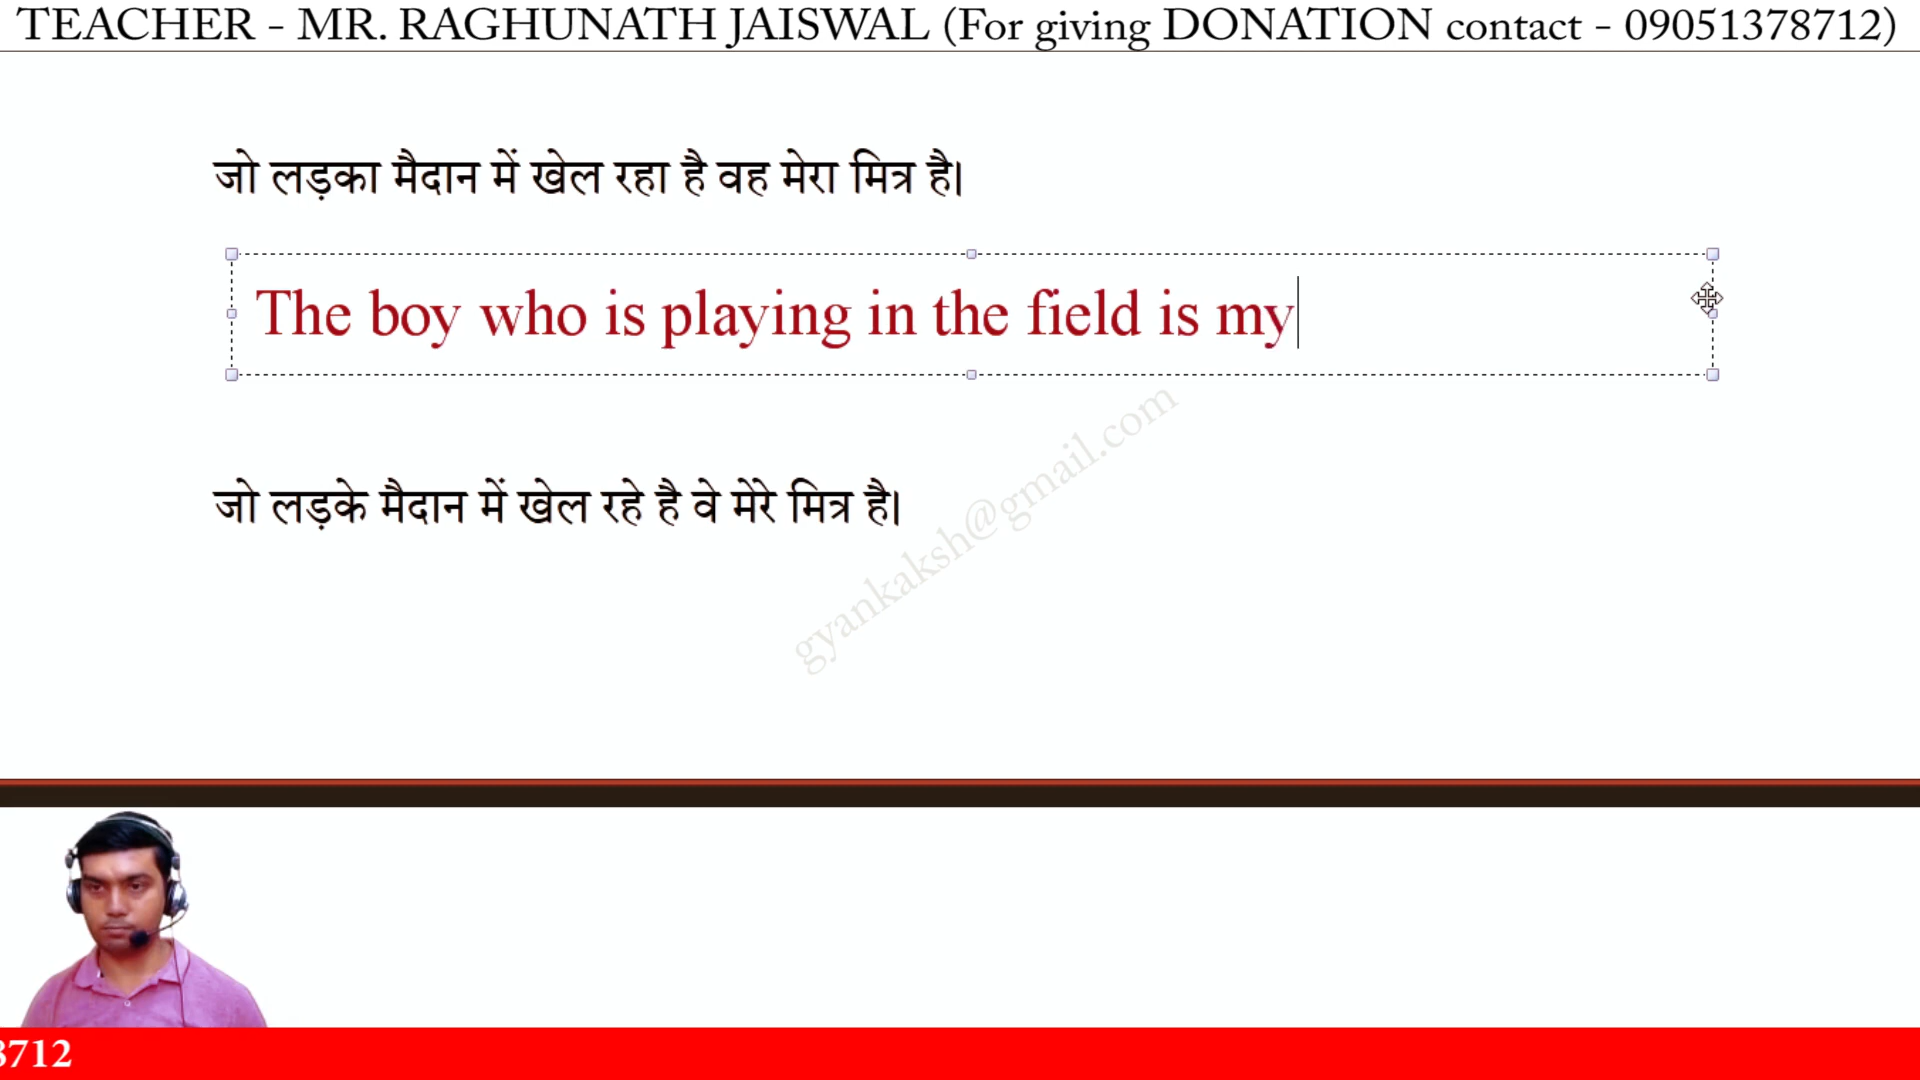 TEACHER - MR. RAGHUNATH JAISWAL (For giving DONATION contact - 09051378712)
जो लड़का मैदान में खेल रहा है वह मेरा मित्र है।
The boy who is playing in the field is my
जो लड़के मैदान में खेल रहे है वे मेरे मित्र है।
gyankaksh@gmail.com
3712